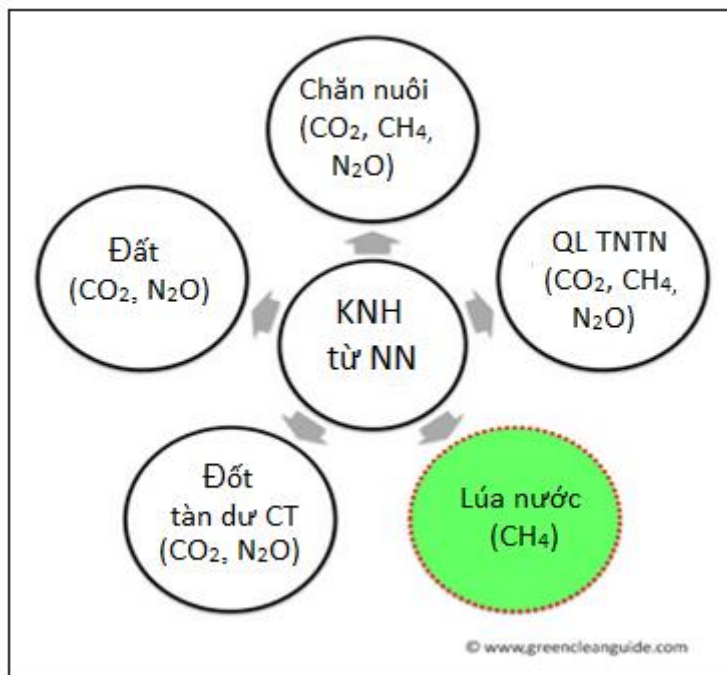 Chăn nuôi
(CO₂, CH₄,
N₂O)
Đất
(CO₂, N₂O)
QL TNTN
(CO₂, CH₄,
N₂O)
KNH
từ NN
Đốt
tàn dư CT
(CO₂, N₂O)
Lúa nước
(CH₄)
© www.greencleanguide.com